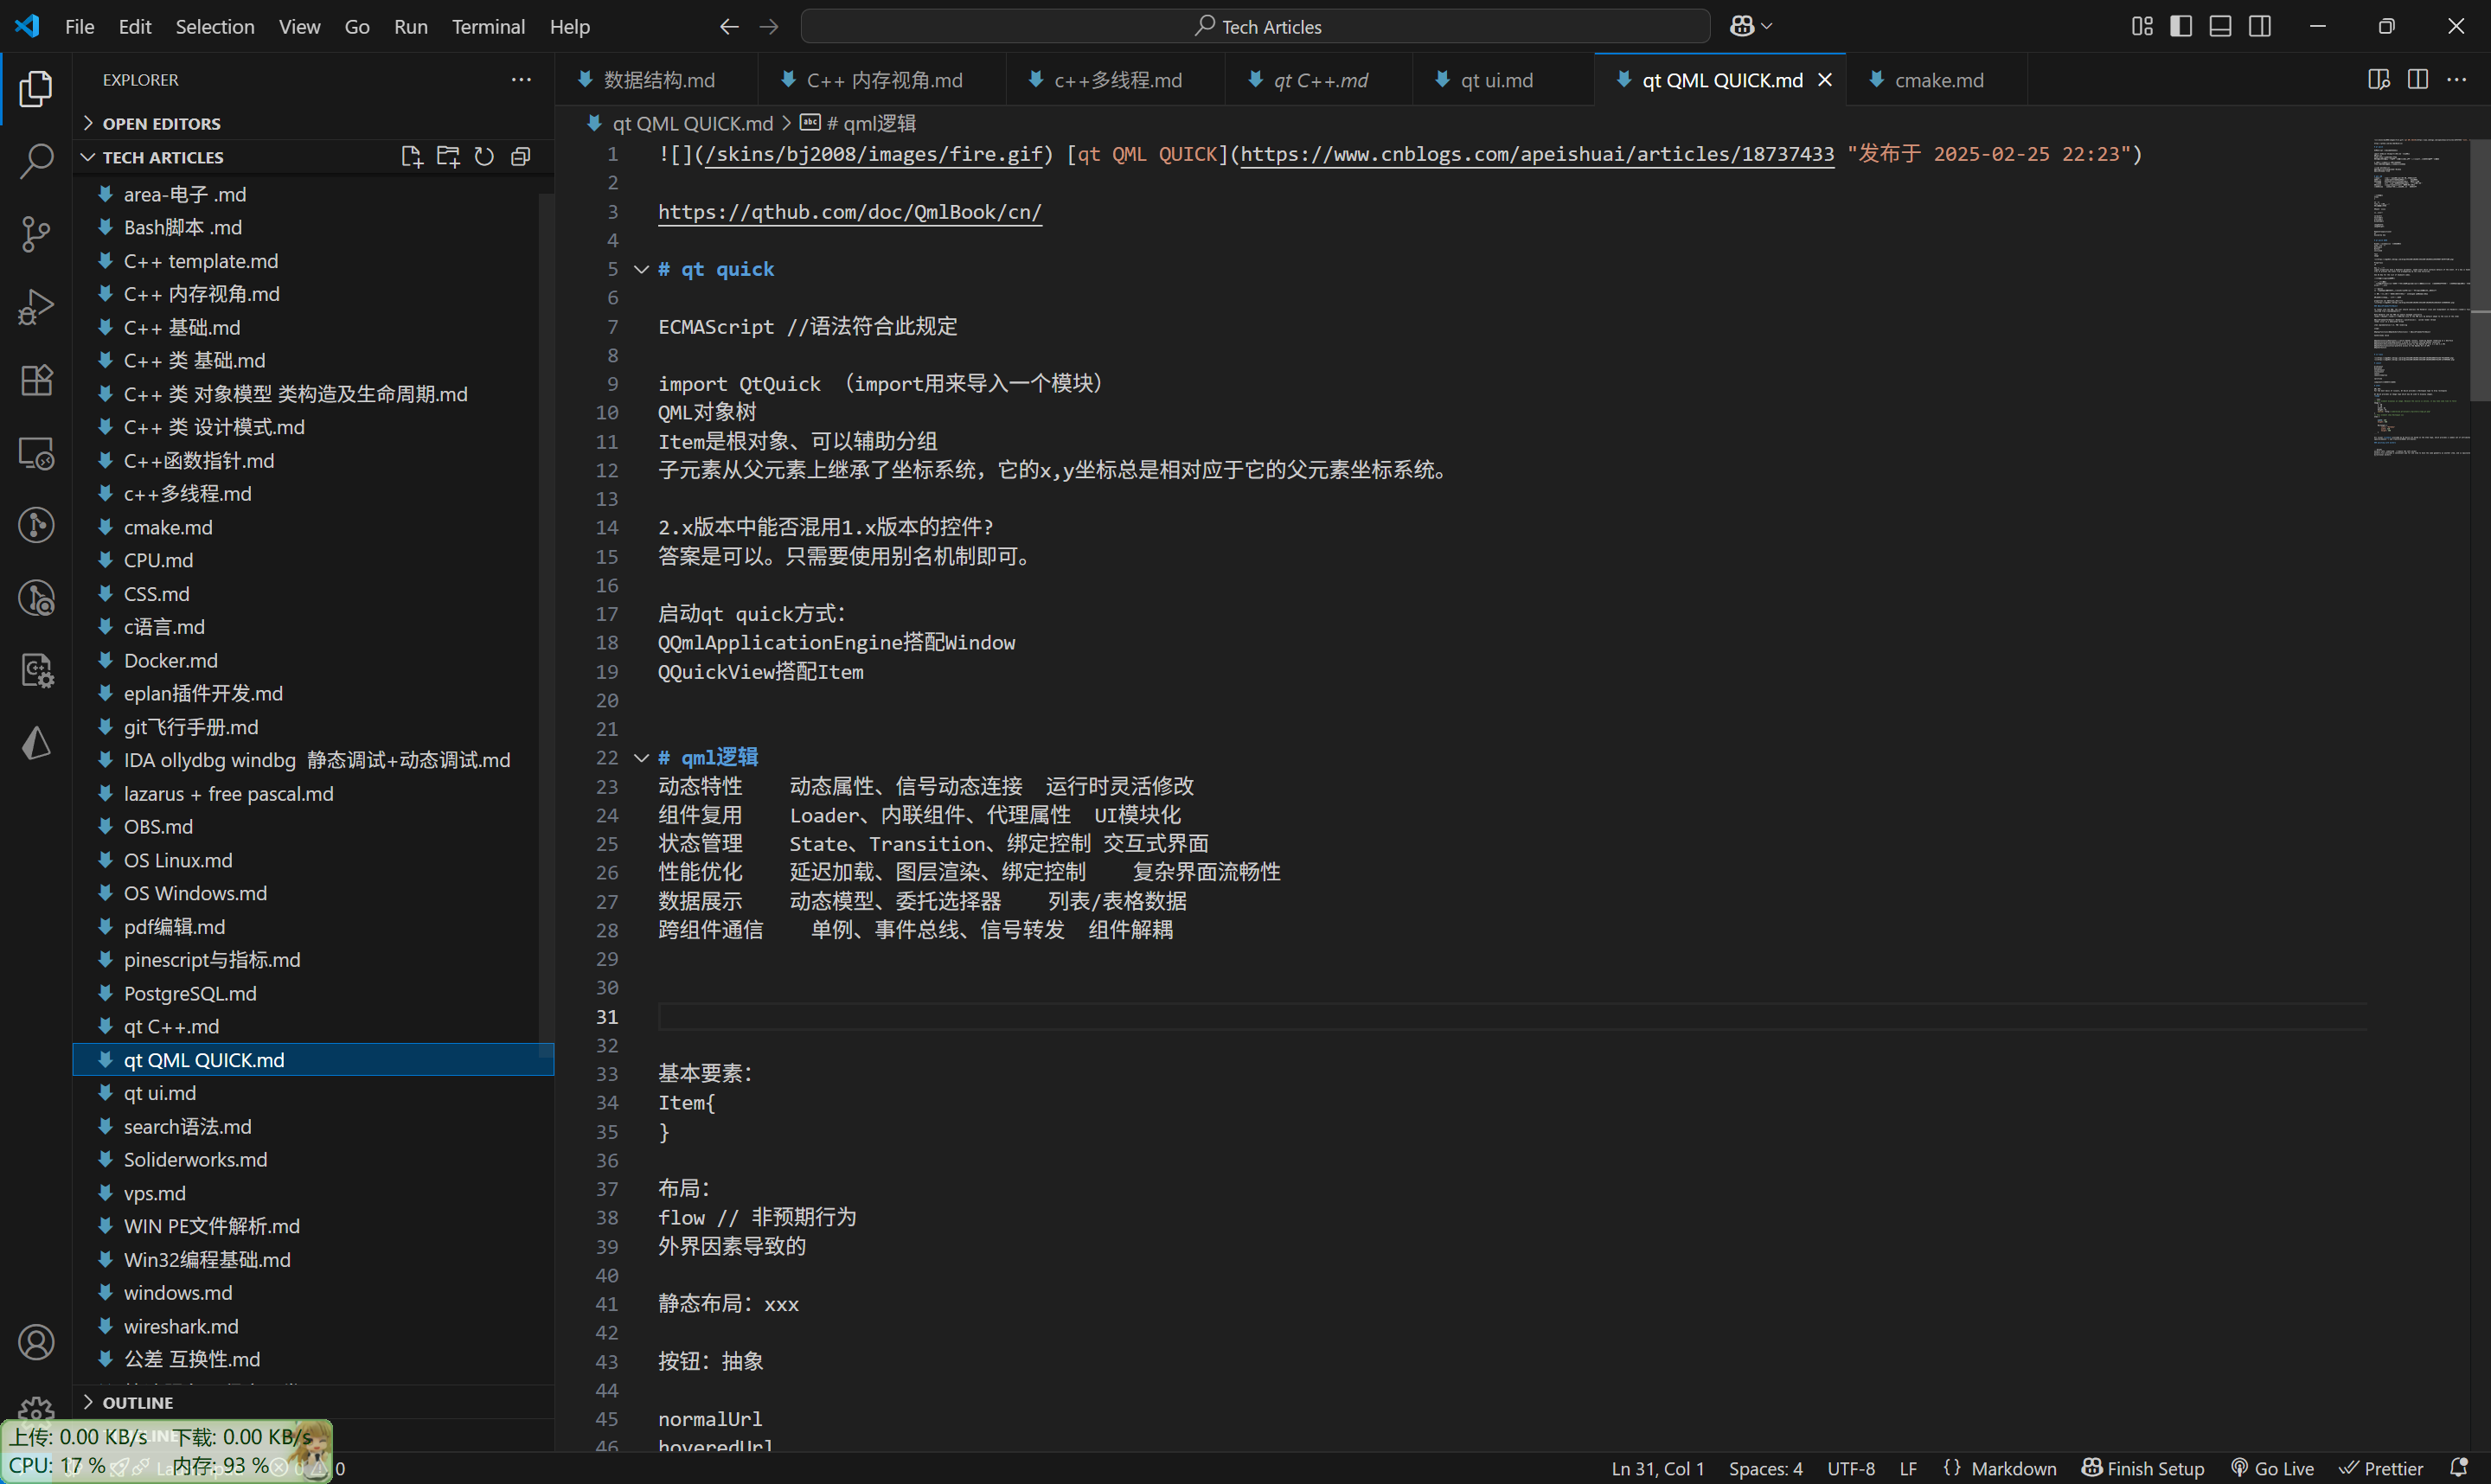 File Edit Selection View Go Run Terminal Help
Tech Articles
EXPLORER
OPEN EDITORS
TECH ARTICLES
area-电子 .md
Bash脚本 .md
C++ template.md
C++ 内存视角.md
C++ 基础.md
C++ 类 基础.md
C++ 类 对象模型 类构造及生命周期.md
C++ 类 设计模式.md
C++函数指针.md
c++多线程.md
cmake.md
CPU.md
CSS.md
c语言.md
Docker.md
eplan插件开发.md
git飞行手册.md
IDA ollydbg windbg 静态调试+动态调试.md
lazarus + free pascal.md
OBS.md
OS Linux.md
OS Windows.md
pdf编辑.md
pinescript与指标.md
PostgreSQL.md
qt C++.md
qt QML QUICK.md
qt ui.md
search语法.md
Soliderworks.md
vps.md
WIN PE文件解析.md
Win32编程基础.md
windows.md
wireshark.md
公差 互换性.md
OUTLINE
上传: 0.00 KB/s 下载: 0.00 KB/s
CPU: 17 % 内存: 93 %
数据结构.md C++ 内存视角.md c++多线程.md qt C++.md qt ui.md qt QML QUICK.md cmake.md
qt QML QUICK.md > # qml逻辑
1 ![](/skins/bj2008/images/fire.gif) [qt QML QUICK](https://www.cnblogs.com/apeishuai/articles/18737433 "发布于 2025-02-25 22:23")
2
3 https://qthub.com/doc/QmlBook/cn/
4
5 # qt quick
6
7 ECMAScript //语法符合此规定
8
9 import QtQuick （import用来导入一个模块）
10 QML对象树
11 Item是根对象、可以辅助分组
12 子元素从父元素上继承了坐标系统，它的x,y坐标总是相对应于它的父元素坐标系统。
13
14 2.x版本中能否混用1.x版本的控件？
15 答案是可以。只需要使用别名机制即可。
16
17 启动qt quick方式：
18 QQmlApplicationEngine搭配Window
19 QQuickView搭配Item
20
21
22 # qml逻辑
23 动态特性 动态属性、信号动态连接 运行时灵活修改
24 组件复用 Loader、内联组件、代理属性 UI模块化
25 状态管理 State、Transition、绑定控制 交互式界面
26 性能优化 延迟加载、图层渲染、绑定控制 复杂界面流畅性
27 数据展示 动态模型、委托选择器 列表/表格数据
28 跨组件通信 单例、事件总线、信号转发 组件解耦
29
30
31
32
33 基本要素：
34 Item{
35 }
36
37 布局：
38 flow // 非预期行为
39 外界因素导致的
40
41 静态布局：xxx
42
43 按钮：抽象
44
45 normalUrl
46 hoveredUrl
0
Ln 31, Col 1 Spaces: 4 UTF-8 LF {} Markdown Finish Setup Go Live Prettier